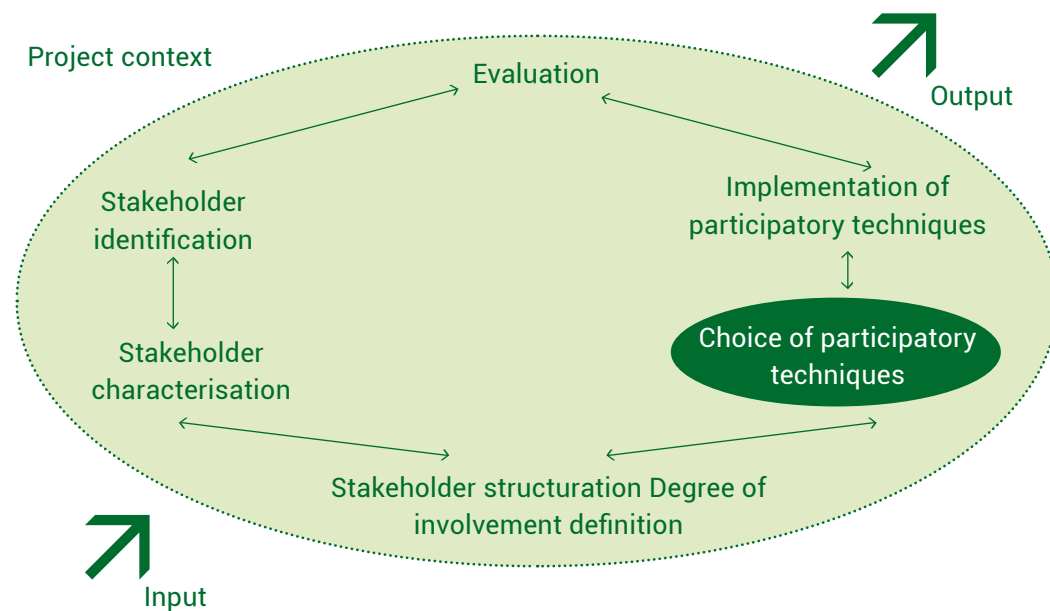 Project context
Evaluation
Output
Stakeholder
identification
Implementation of
participatory techniques
Stakeholder
characterisation
Choice of participatory
techniques
Stakeholder structuration Degree of
involvement definition
Input